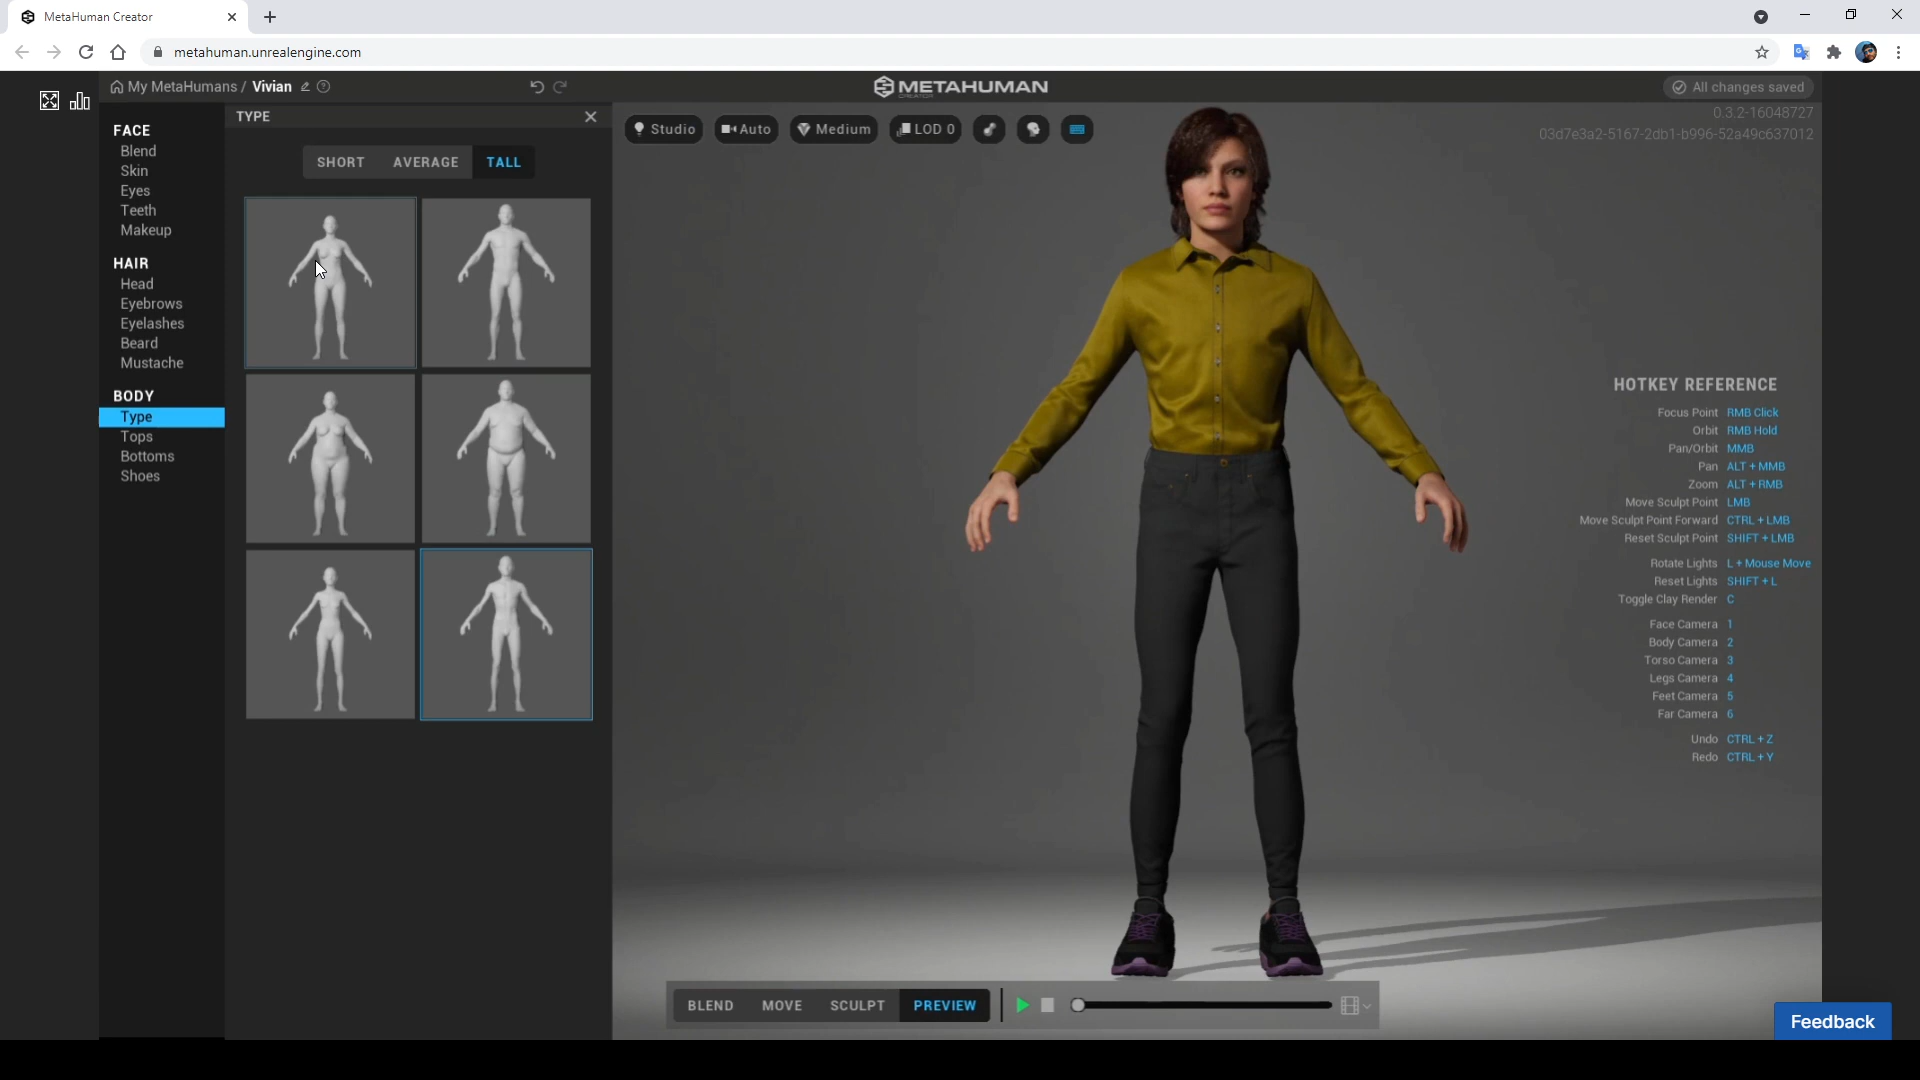 MetaHuman Creator
metahuman.unrealengine.com
My MetaHumans / Vivian
METAHUMAN
CREATOR
All changes saved
0.3.2-16048727
03d7e3a2-5167-2db1-b996-52a49c637012
FACE
Blend
Skin
Eyes
Teeth
Makeup
HAIR
Head
Eyebrows
Eyelashes
Beard
Mustache
BODY
Type
Tops
Bottoms
Shoes
TYPE
SHORT AVERAGE TALL
Studio Auto Medium LOD 0
HOTKEY REFERENCE
Focus Point RMB Click
Orbit RMB Hold
Pan/Orbit MMB
Pan ALT + MMB
Zoom ALT + RMB
Move Sculpt Point LMB
Move Sculpt Point Forward CTRL + LMB
Reset Sculpt Point SHIFT + LMB
Rotate Lights L + Mouse Move
Reset Lights SHIFT + L
Toggle Clay Render C
Face Camera 1
Body Camera 2
Torso Camera 3
Legs Camera 4
Feet Camera 5
Far Camera 6
Undo CTRL + Z
Redo CTRL + Y
BLEND MOVE SCULPT PREVIEW
Feedback